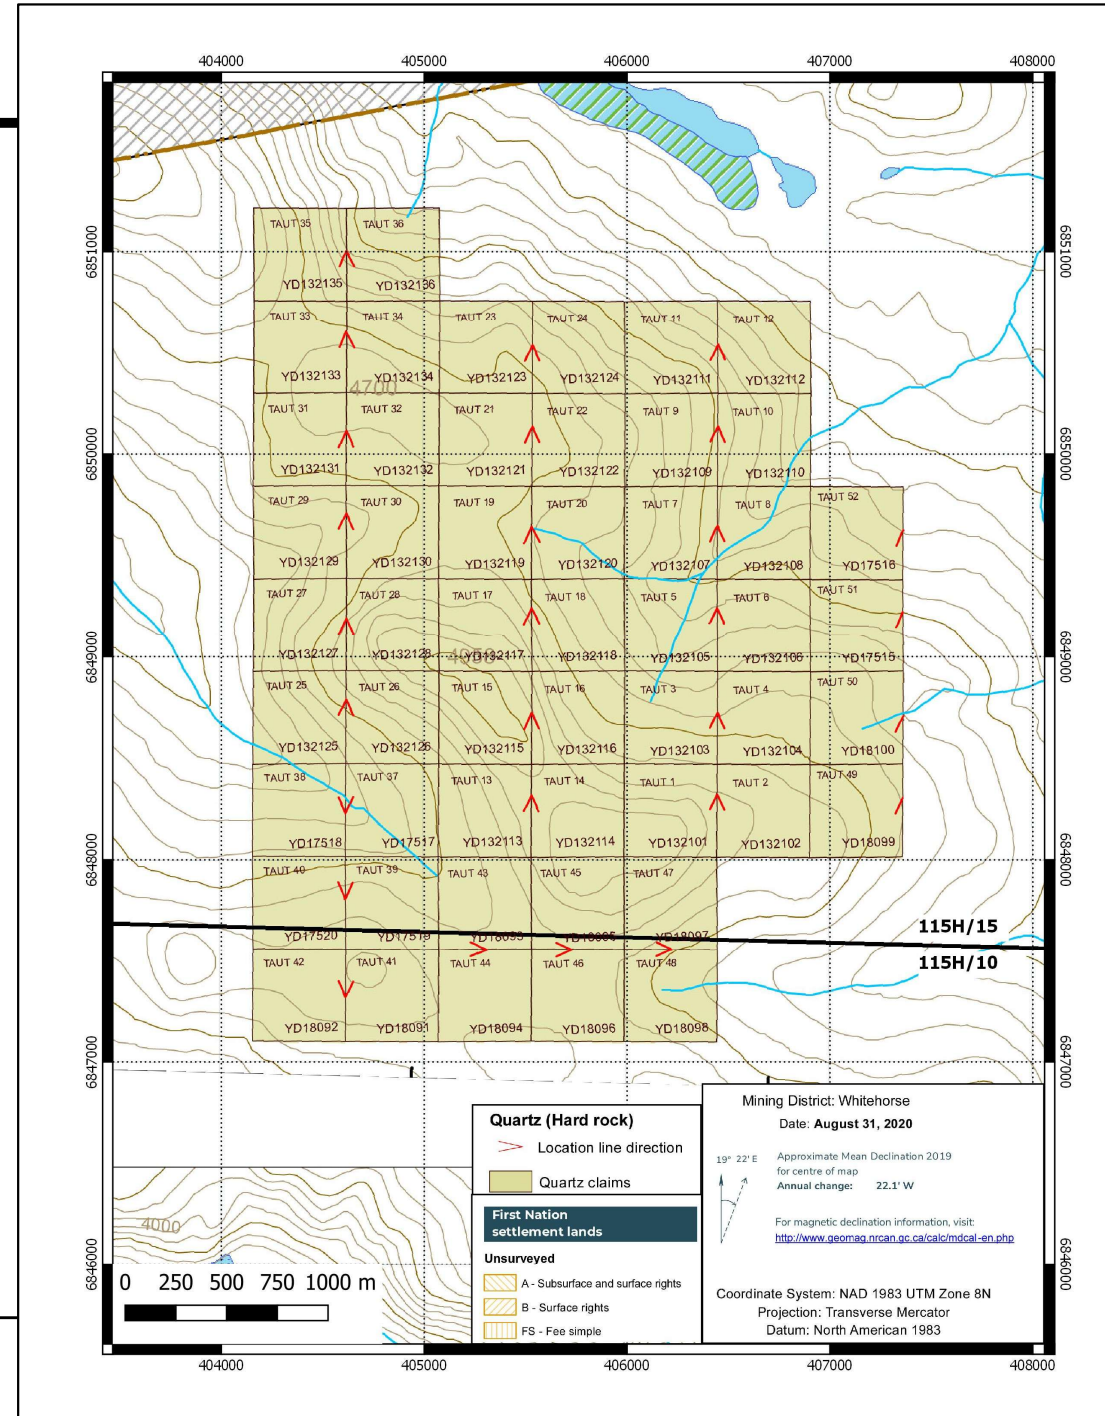 404000 405000 406000 407000 408000
6851000
6850000
6849000
6848000
6847000
6846000
6851000
6850000
6849000
6848000
6847000
6846000
TAUT 35 TAUT 36
YD132135 YD132136
TAUT 33 TAUT 34 TAUT 23 TAUT 24 TAUT 11 TAUT 12
YD132133 YD132134 YD132123 YD132124 YD132111 YD132112
4700
TAUT 31 TAUT 32 TAUT 21 TAUT 22 TAUT 9 TAUT 10
YD132131 YD132132 YD132121 YD132122 YD132109 YD132110
TAUT 29 TAUT 30 TAUT 19 TAUT 20 TAUT 7 TAUT 8 TAUT 52
YD132129 YD132130 YD132119 YD132120 YD132107 YD132108 YD17516
TAUT 27 TAUT 28 TAUT 17 TAUT 18 TAUT 5 TAUT 6 TAUT 51
YD132127 YD132128 YD132117 YD132118 YD132105 YD132106 YD17515
TAUT 25 TAUT 26 TAUT 15 TAUT 16 TAUT 3 TAUT 4 TAUT 50
YD132125 YD132126 YD132115 YD132116 YD132103 YD132104 YD18100
TAUT 38 TAUT 37 TAUT 13 TAUT 14 TAUT 1 TAUT 2 TAUT 49
YD17518 YD17517 YD132113 YD132114 YD132101 YD132102 YD18099
TAUT 40 TAUT 39 TAUT 43 TAUT 45 TAUT 47
YD17520 YD17519 YD18093 YD18095 YD18097
115H/15
115H/10
TAUT 42 TAUT 41 TAUT 44 TAUT 46 TAUT 48
YD18092 YD18091 YD18094 YD18096 YD18098
4000
0 250 500 750 1000 m
Quartz (Hard rock)
Location line direction
Quartz claims
First Nation
settlement lands
Unsurveyed
A - Subsurface and surface rights
B - Surface rights
FS - Fee simple
Mining District: Whitehorse
Date: August 31, 2020
19° 22' E
Approximate Mean Declination 2019
for centre of map
Annual change: 22.1' W
For magnetic declination information, visit:
http://www.geomag.nrcan.gc.ca/calc/mdcal-en.php
Coordinate System: NAD 1983 UTM Zone 8N
Projection: Transverse Mercator
Datum: North American 1983
404000 405000 406000 407000 408000